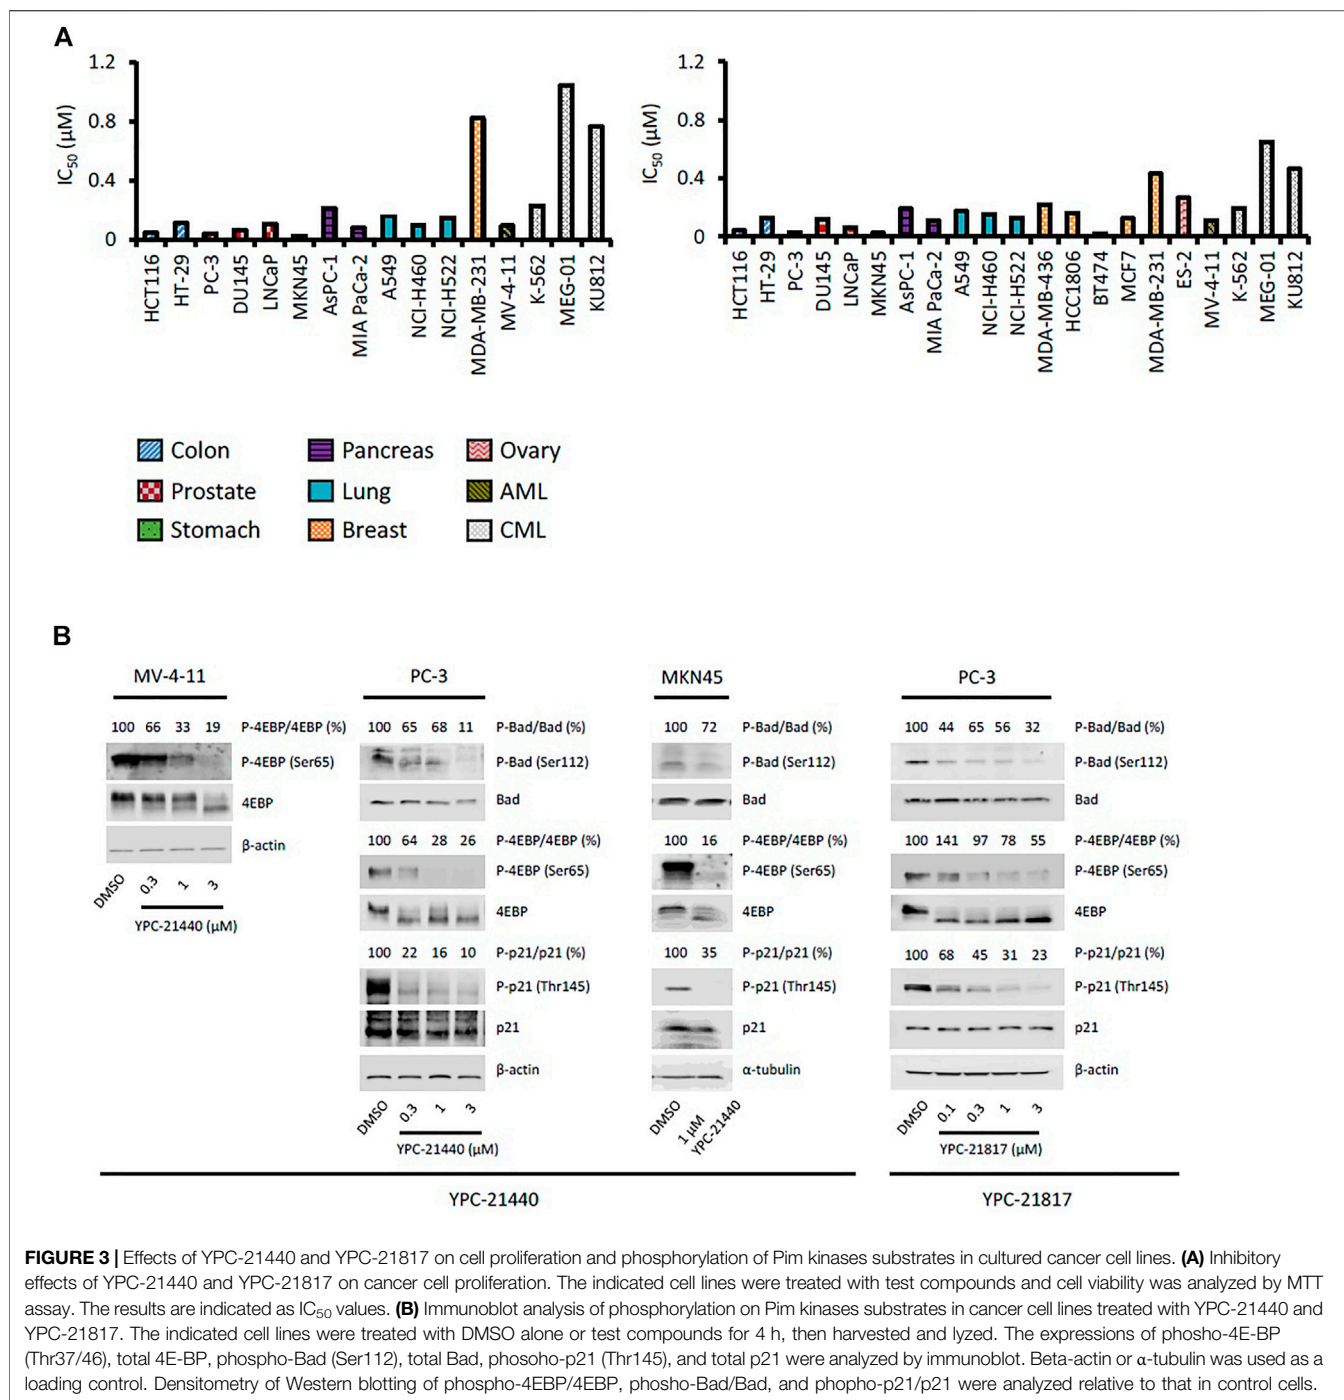 A
1.2
0.8
0.4
0
IC50 (µM)
HCT116
HT-29
PC-3
DU145
LNCaP
MKN45
AsPC-1
MIA PaCa-2
A549
NCI-H460
NCI-H522
MDA-MB-231
MV-4-11
K-562
MEG-01
KU812
1.2
0.8
0.4
0
IC50 (µM)
HCT116
HT-29
PC-3
DU145
LNCaP
MKN45
AsPC-1
MIA PaCa-2
A549
NCI-H460
NCI-H522
MDA-MB-436
HCC1806
BT474
MCF7
MDA-MB-231
ES-2
MV-4-11
K-562
MEG-01
KU812
Colon
Pancreas
Ovary
Prostate
Lung
AML
Stomach
Breast
CML
B
MV-4-11
100 66 33 19 P-4EBP/4EBP (%)
P-4EBP (Ser65)
4EBP
β-actin
DMSO 0.3 1 3
YPC-21440 (µM)
PC-3
100 65 68 11 P-Bad/Bad (%)
P-Bad (Ser112)
Bad
100 64 28 26 P-4EBP/4EBP (%)
P-4EBP (Ser65)
4EBP
100 22 16 10 P-p21/p21 (%)
P-p21 (Thr145)
p21
β-actin
DMSO 0.3 1 3
YPC-21440 (µM)
MKN45
100 72 P-Bad/Bad (%)
P-Bad (Ser112)
Bad
100 16 P-4EBP/4EBP (%)
P-4EBP (Ser65)
4EBP
100 35 P-p21/p21 (%)
P-p21 (Thr145)
p21
α-tubulin
DMSO
1 µM
YPC-21440
PC-3
100 44 65 56 32 P-Bad/Bad (%)
P-Bad (Ser112)
Bad
100 141 97 78 55 P-4EBP/4EBP (%)
P-4EBP (Ser65)
4EBP
100 68 45 31 23 P-p21/p21 (%)
P-p21 (Thr145)
p21
β-actin
DMSO 0.1 0.3 1 3
YPC-21817 (µM)
YPC-21440
YPC-21817
FIGURE 3 | Effects of YPC-21440 and YPC-21817 on cell proliferation and phosphorylation of Pim kinases substrates in cultured cancer cell lines. (A) Inhibitory
effects of YPC-21440 and YPC-21817 on cancer cell proliferation. The indicated cell lines were treated with test compounds and cell viability was analyzed by MTT
assay. The results are indicated as IC50 values. (B) Immunoblot analysis of phosphorylation on Pim kinases substrates in cancer cell lines treated with YPC-21440 and
YPC-21817. The indicated cell lines were treated with DMSO alone or test compounds for 4 h, then harvested and lyzed. The expressions of phosho-4E-BP
(Thr37/46), total 4E-BP, phospho-Bad (Ser112), total Bad, phosoho-p21 (Thr145), and total p21 were analyzed by immunoblot. Beta-actin or α-tubulin was used as a
loading control. Densitometry of Western blotting of phospho-4EBP/4EBP, phosho-Bad/Bad, and phopho-p21/p21 were analyzed relative to that in control cells.